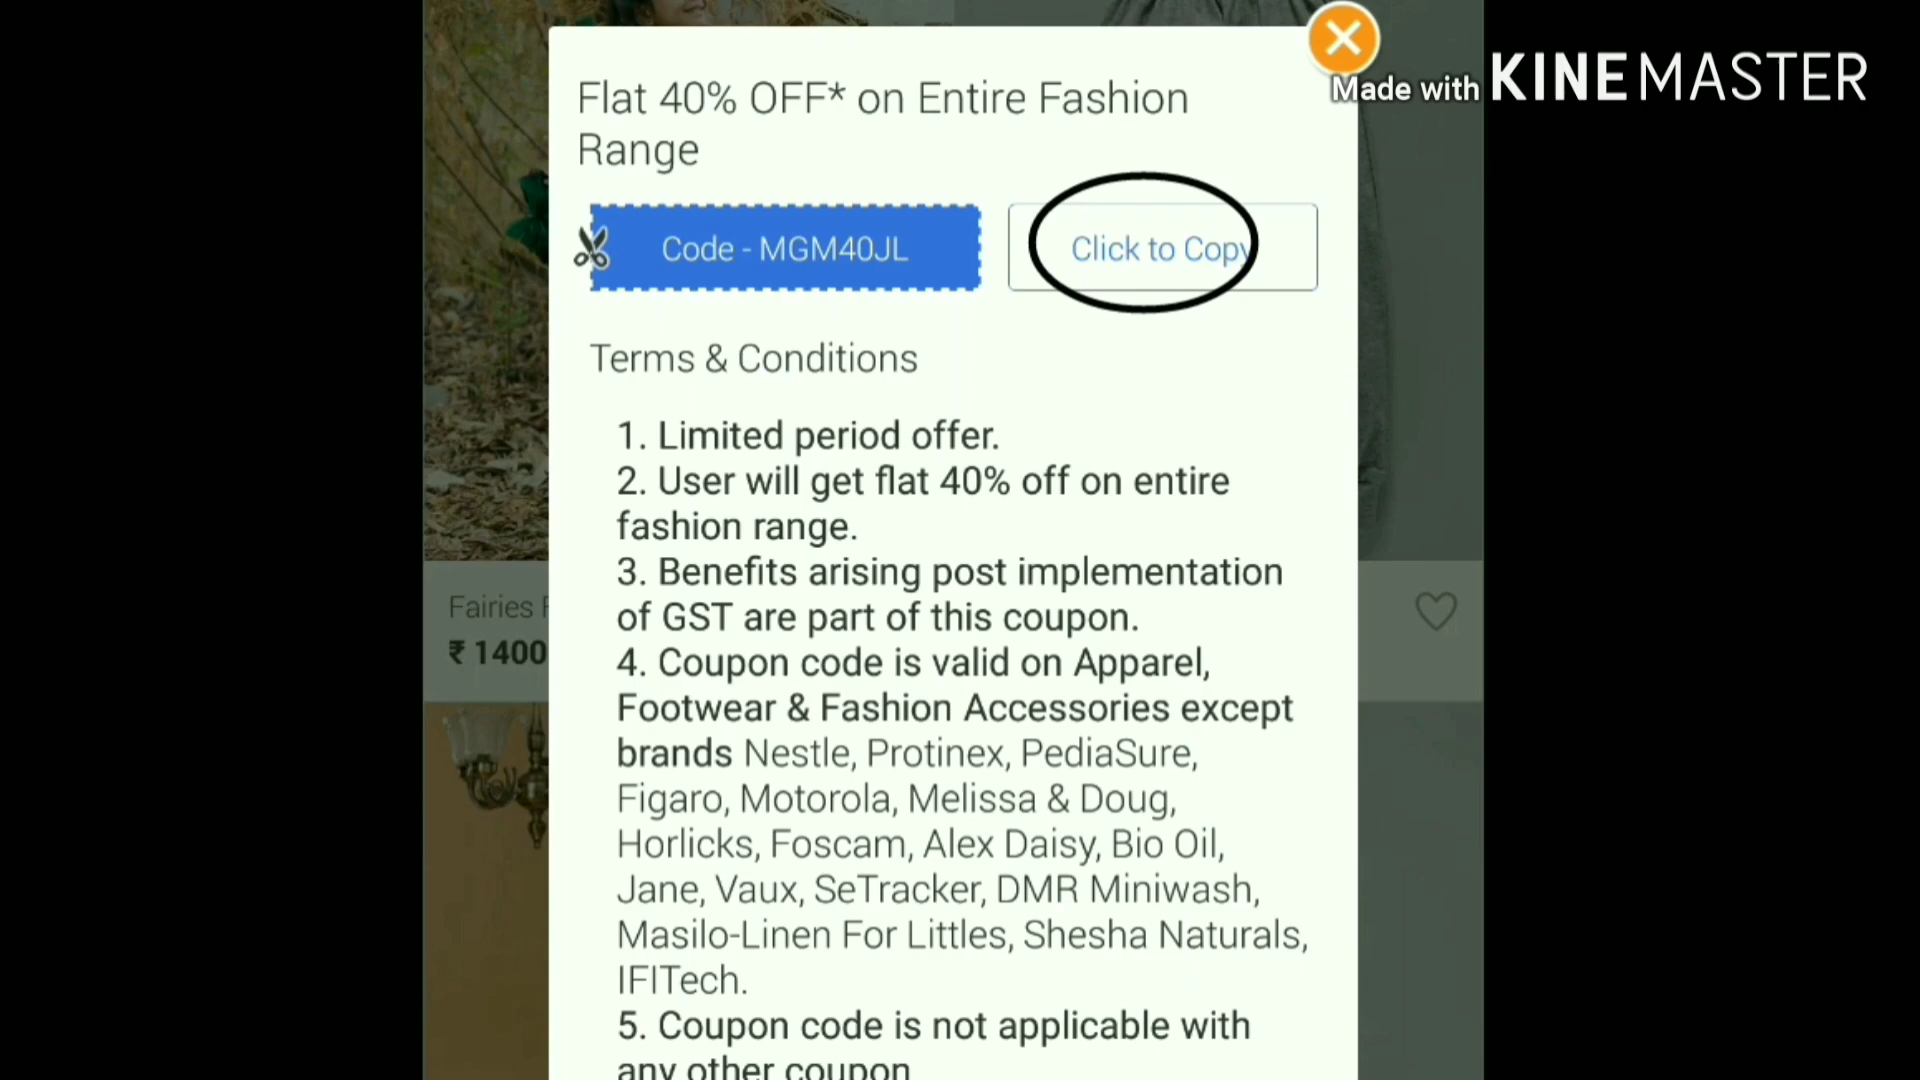 Made with KINEMASTER
Flat 40% OFF* on Entire Fashion
Range
Code - MGM40JL
Click to Copy
Terms & Conditions
1. Limited period offer.
2. User will get flat 40% off on entire
fashion range.
3. Benefits arising post implementation
of GST are part of this coupon.
4. Coupon code is valid on Apparel,
Footwear & Fashion Accessories except
brands Nestle, Protinex, PediaSure,
Figaro, Motorola, Melissa & Doug,
Horlicks, Foscam, Alex Daisy, Bio Oil,
Jane, Vaux, SeTracker, DMR Miniwash,
Masilo-Linen For Littles, Shesha Naturals,
IFITech.
5. Coupon code is not applicable with
any other coupon
Fairies
₹ 1400